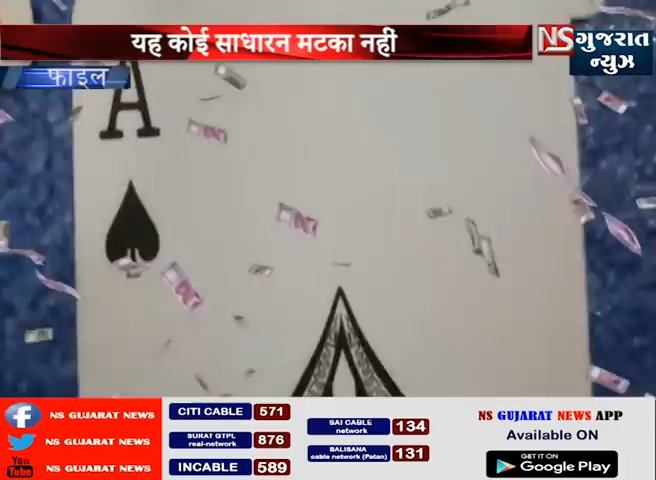 यह कोई साधारन मटका नहीं
NS ગુજરાત
ન્યુઝ
फाइल
A
NS GUJARAT NEWS
NS GUJARAT NEWS
You Tube NS GUJARAT NEWS
CITI CABLE 571
SURAT GTPL
real-network 876
INCABLE 589
SAI CABLE
network 134
BALISANA
cable network (Patan) 131
NS GUJARAT NEWS APP
Available ON
GET IT ON
Google Play